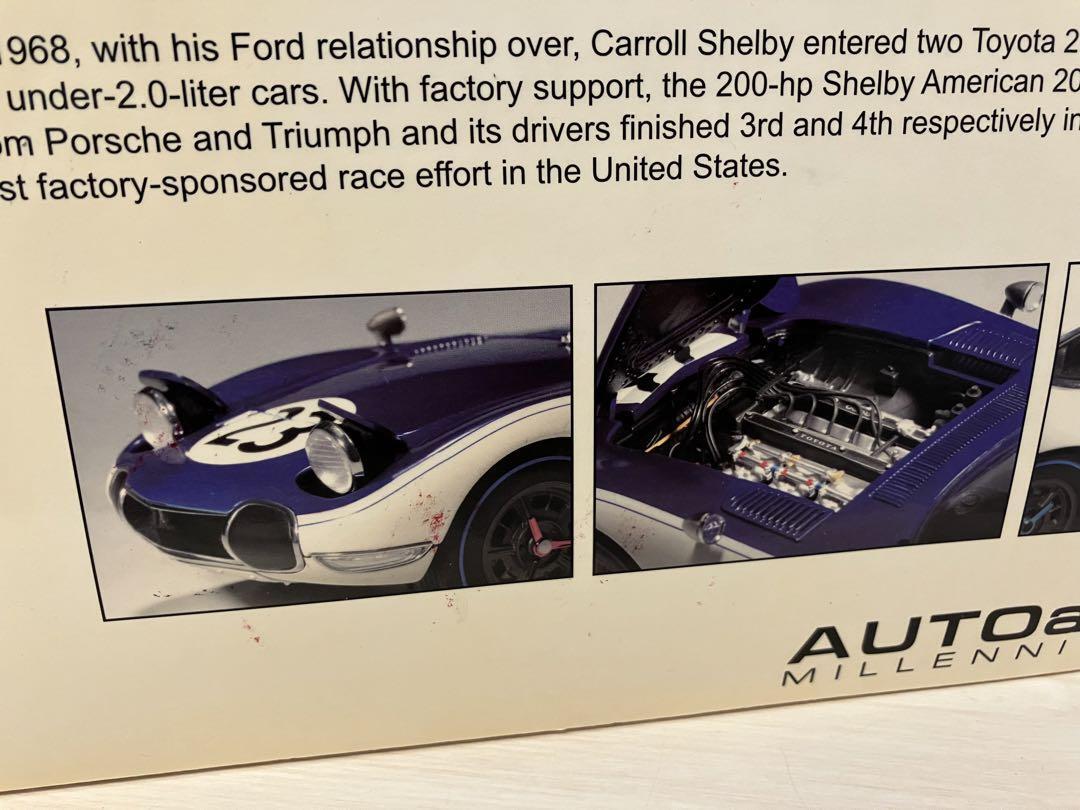 1968, with his Ford relationship over, Carroll Shelby entered two Toyota 2
under-2.0-liter cars. With factory support, the 200-hp Shelby American 20
om Porsche and Triumph and its drivers finished 3rd and 4th respectively in
st factory-sponsored race effort in the United States.
23
TOYOTA
AUTOa
MILLENNI